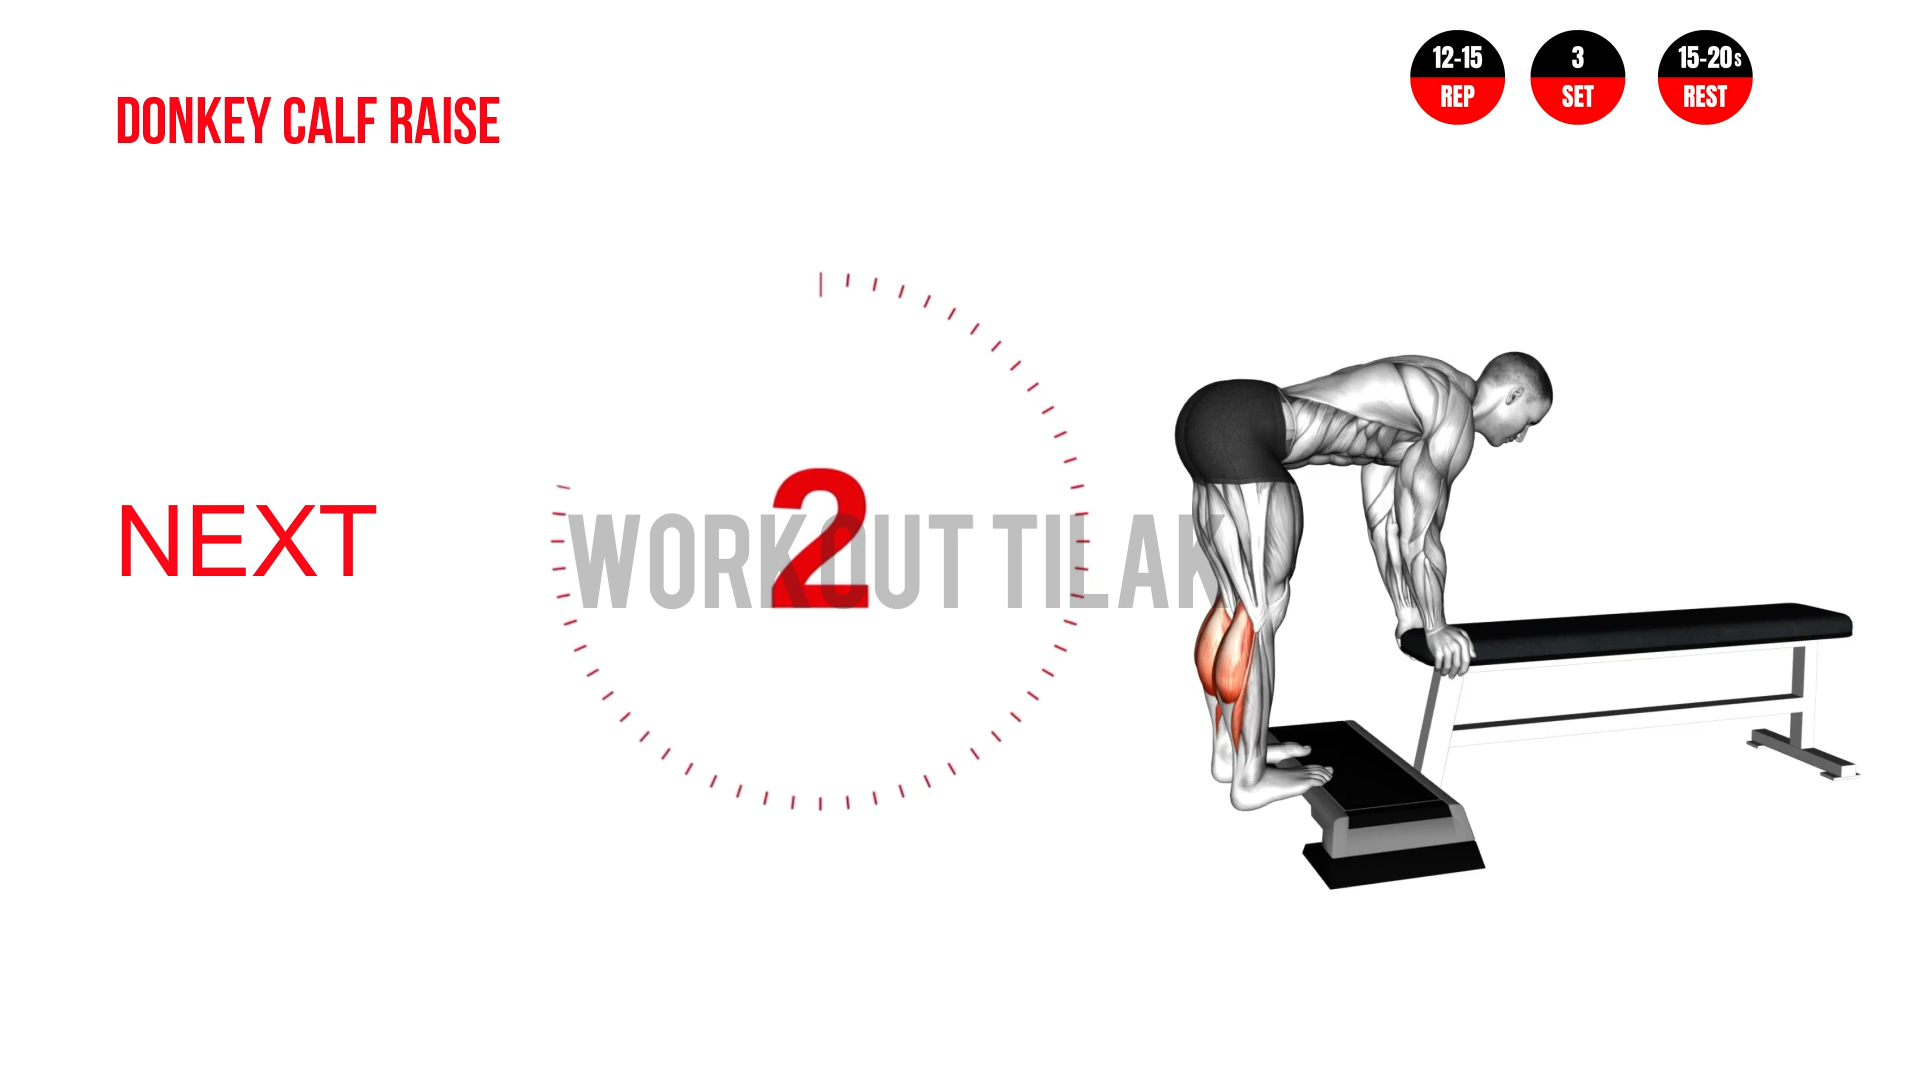 DONKEY CALF RAISE
12-15
REP
3
SET
15-20s
REST
NEXT
2
WORKOUT TILAK